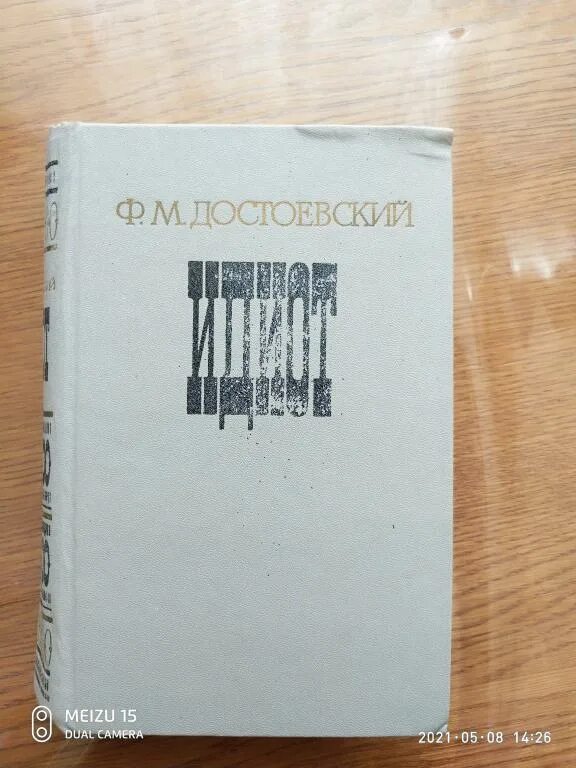 Ф. М. ДОСТОЕВСКИЙ
ИДИОТ
MEIZU 15
DUAL CAMERA
2021-05-08 14:26